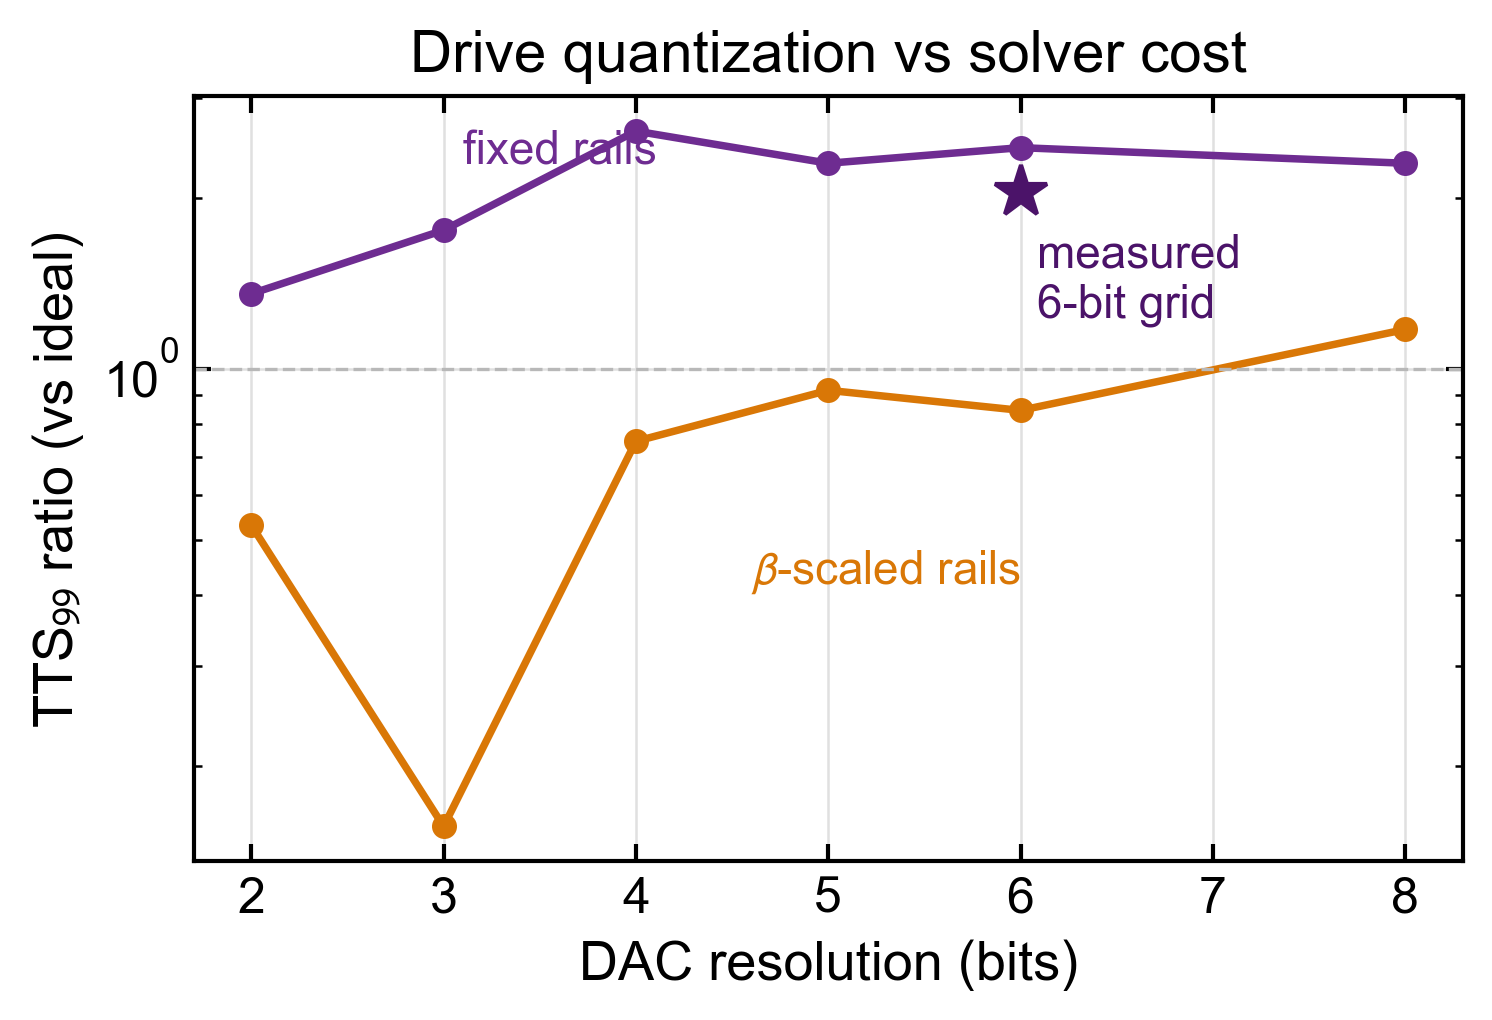 Drive quantization vs solver cost
fixed rails
measured
6-bit grid
β-scaled rails
10⁰
TTS₉₉ ratio (vs ideal)
2 3 4 5 6 7 8
DAC resolution (bits)